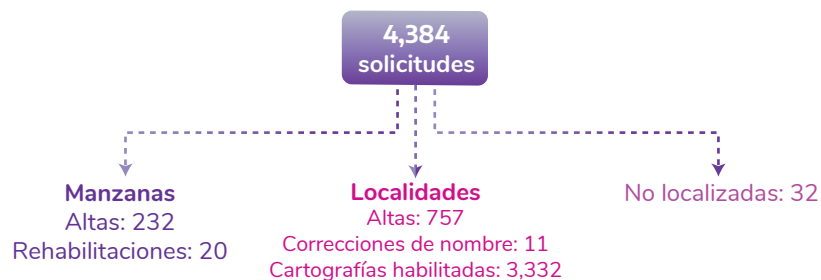 4,384
solicitudes
Manzanas
Altas: 232
Rehabilitaciones: 20
Localidades
Altas: 757
Correcciones de nombre: 11
Cartografías habilitadas: 3,332
No localizadas: 32